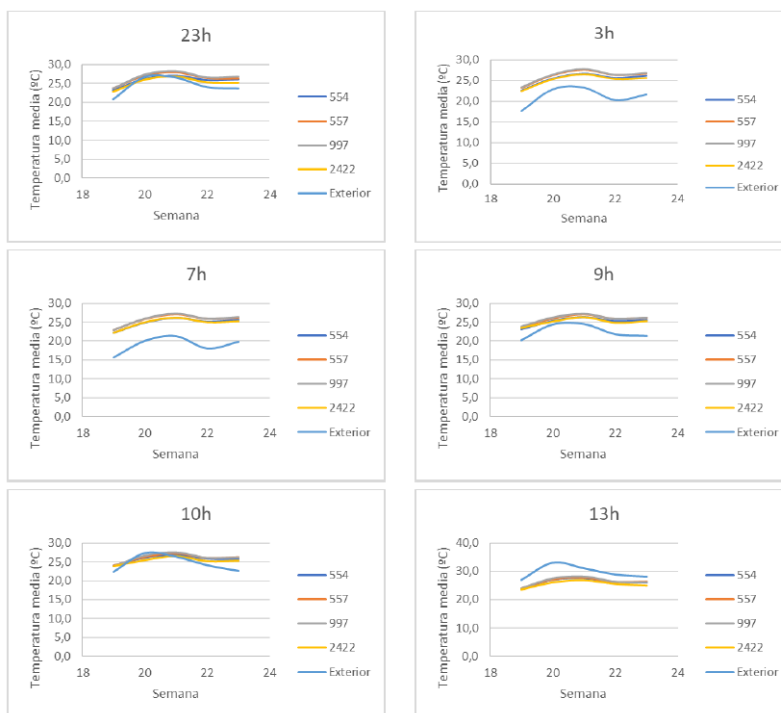 23h
Temperatura media (ºC)
30,0
25,0
20,0
15,0
10,0
5,0
0,0
18 20 22 24
Semana
554
557
997
2422
Exterior
3h
Temperatura media (ºC)
30,0
25,0
20,0
15,0
10,0
5,0
0,0
18 20 22 24
Semana
554
557
997
2422
Exterior
7h
Temperatura media (ºC)
30,0
25,0
20,0
15,0
10,0
5,0
0,0
18 20 22 24
Semana
554
557
997
2422
Exterior
9h
Temperatura media (ºC)
30,0
25,0
20,0
15,0
10,0
5,0
0,0
18 20 22 24
Semana
554
557
997
2422
Exterior
10h
Temperatura media (ºC)
30,0
25,0
20,0
15,0
10,0
5,0
0,0
18 20 22 24
Semana
554
557
997
2422
Exterior
13h
Temperatura media (ºC)
40,0
30,0
20,0
10,0
0,0
18 20 22 24
Semana
554
557
997
2422
Exterior